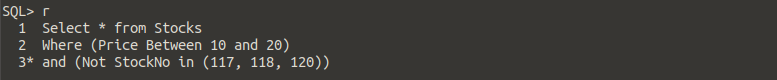 SQL> r
  1  Select * from Stocks
  2  Where (Price Between 10 and 20)
  3* and (Not StockNo in (117, 118, 120))